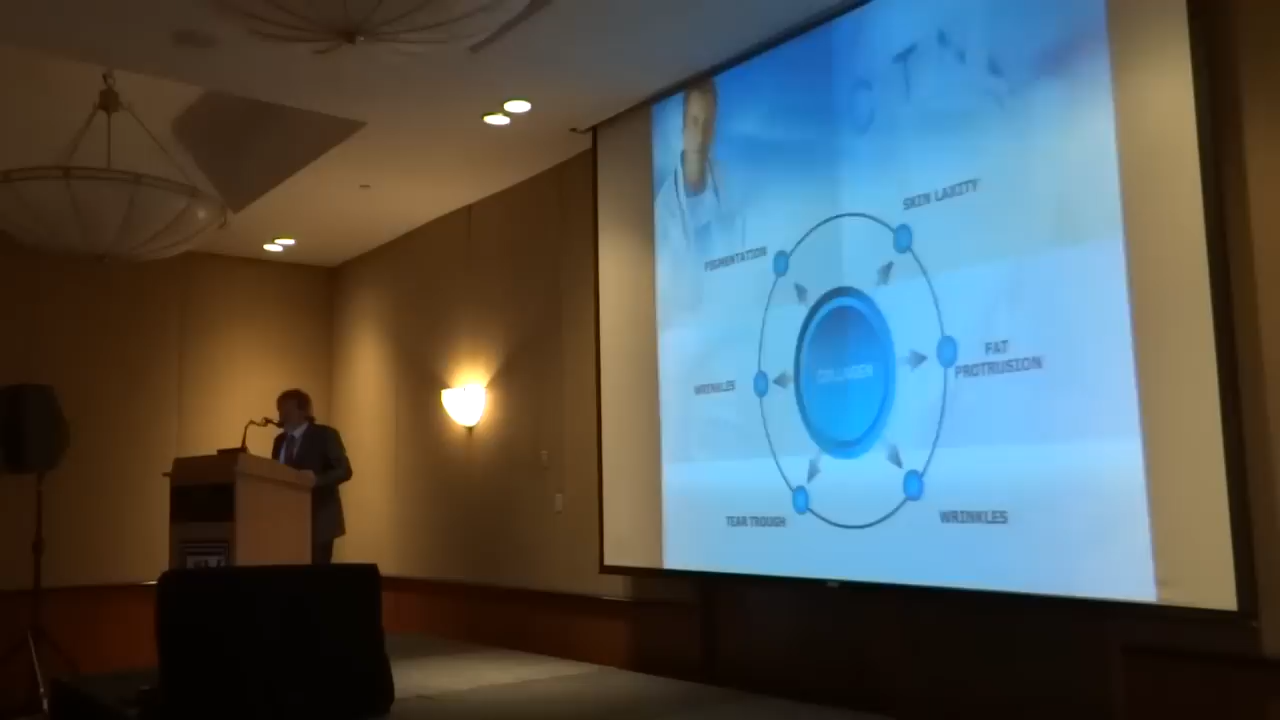 SKIN LAXITY
PIGMENTATION
FAT
PROTRUSION
COLLAGEN
WRINKLES
TEAR TROUGH
WRINKLES